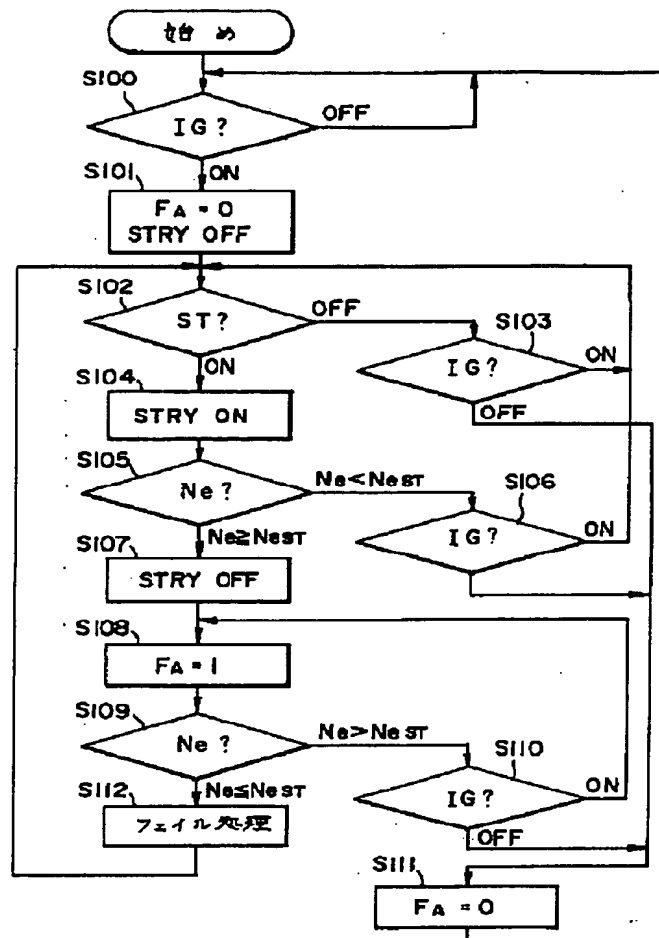 始め
S100
IG?
OFF
ON
S101
FA = 0
STRY OFF
S102
ST?
OFF
S103
IG?
ON
OFF
ON
S104
STRY ON
S105
Ne?
Ne<NeST
S106
IG?
ON
Ne≧NeST
S107
STRY OFF
S108
FA = 1
S109
Ne?
Ne>NeST
S110
IG?
ON
OFF
Ne≦NeST
S112
フェイル処理
S111
FA = 0